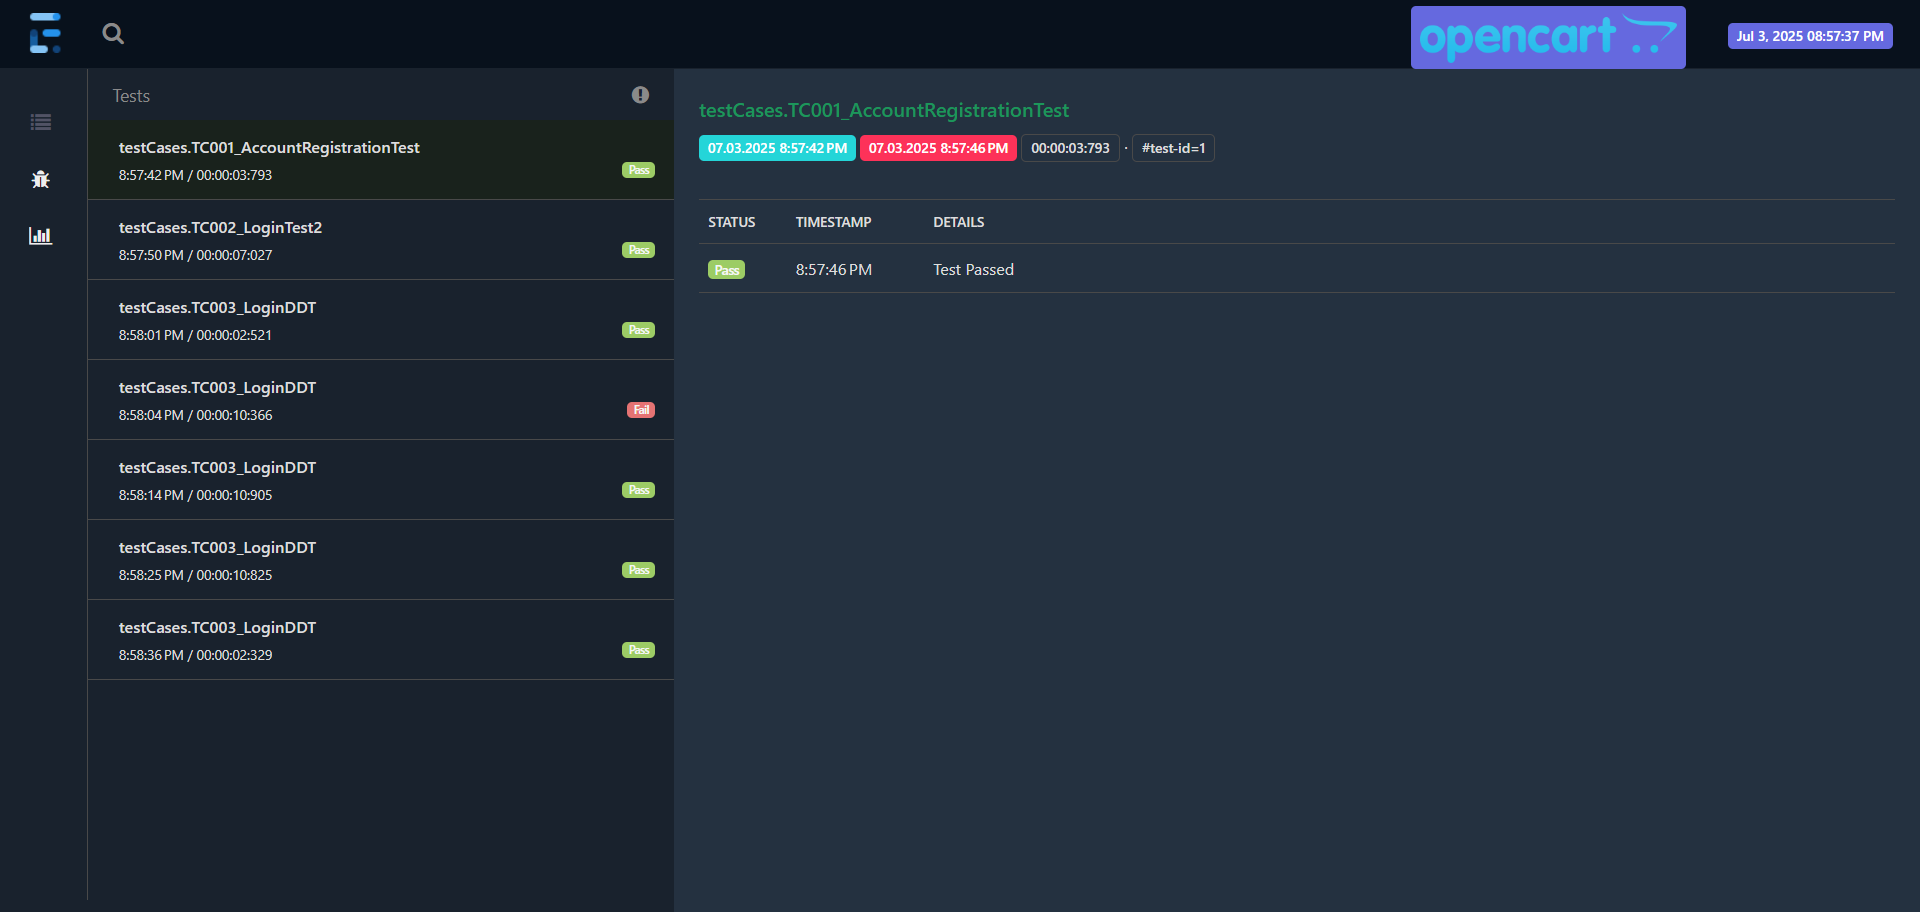 opencart
Jul 3, 2025 08:57:37 PM
Tests
testCases.TC001_AccountRegistrationTest
8:57:42 PM / 00:00:03:793
Pass
testCases.TC002_LoginTest2
8:57:50 PM / 00:00:07:027
Pass
testCases.TC003_LoginDDT
8:58:01 PM / 00:00:02:521
Pass
testCases.TC003_LoginDDT
8:58:04 PM / 00:00:10:366
Fail
testCases.TC003_LoginDDT
8:58:14 PM / 00:00:10:905
Pass
testCases.TC003_LoginDDT
8:58:25 PM / 00:00:10:825
Pass
testCases.TC003_LoginDDT
8:58:36 PM / 00:00:02:329
Pass
testCases.TC001_AccountRegistrationTest
07.03.2025 8:57:42 PM 07.03.2025 8:57:46 PM 00:00:03:793 · #test-id=1
STATUS TIMESTAMP DETAILS
Pass 8:57:46 PM Test Passed